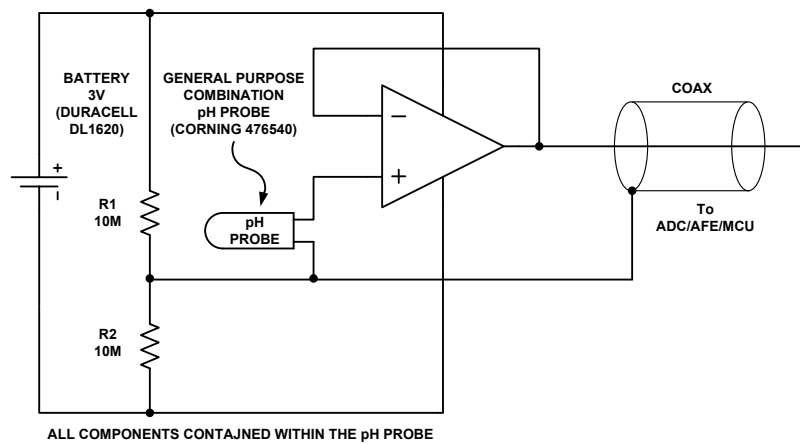 BATTERY
3V
(DURACELL
DL1620)
GENERAL PURPOSE
COMBINATION
pH PROBE
(CORNING 476540)
COAX
−
+
+
−
R1
10M
pH
PROBE
To
ADC/AFE/MCU
R2
10M
ALL COMPONENTS CONTAJNED WITHIN THE pH PROBE